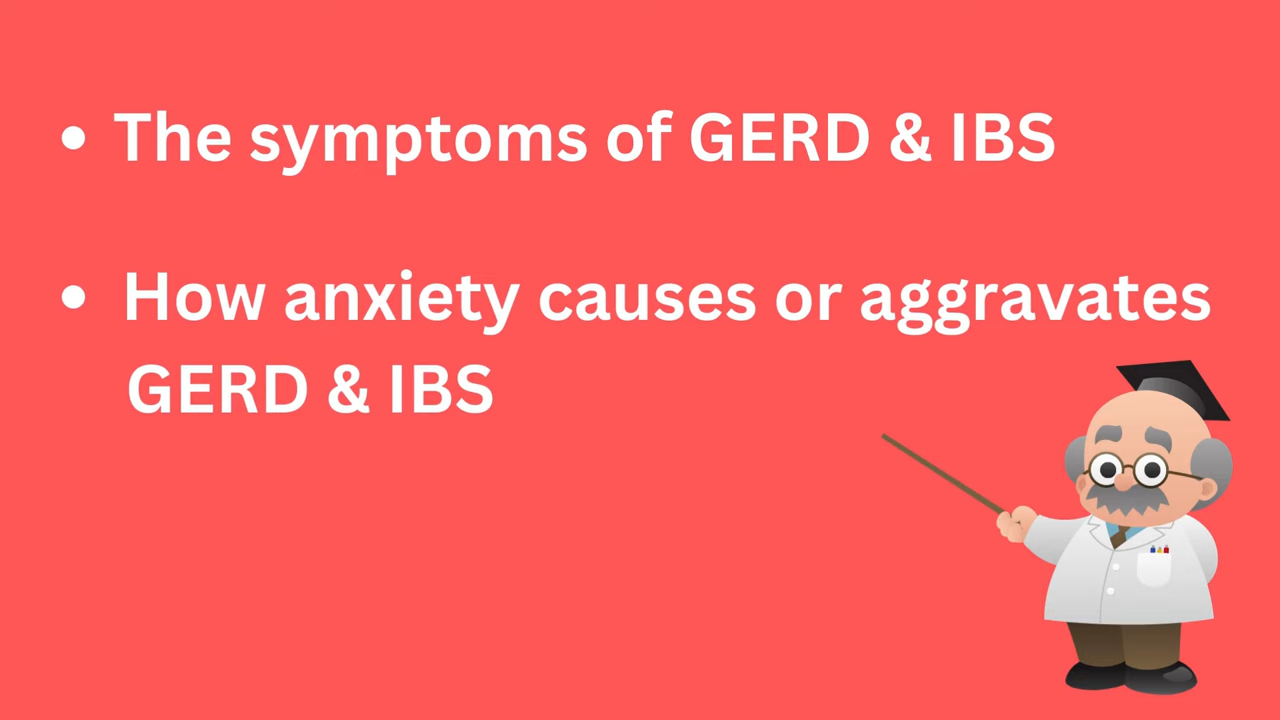 • The symptoms of GERD & IBS
• How anxiety causes or aggravates
GERD & IBS